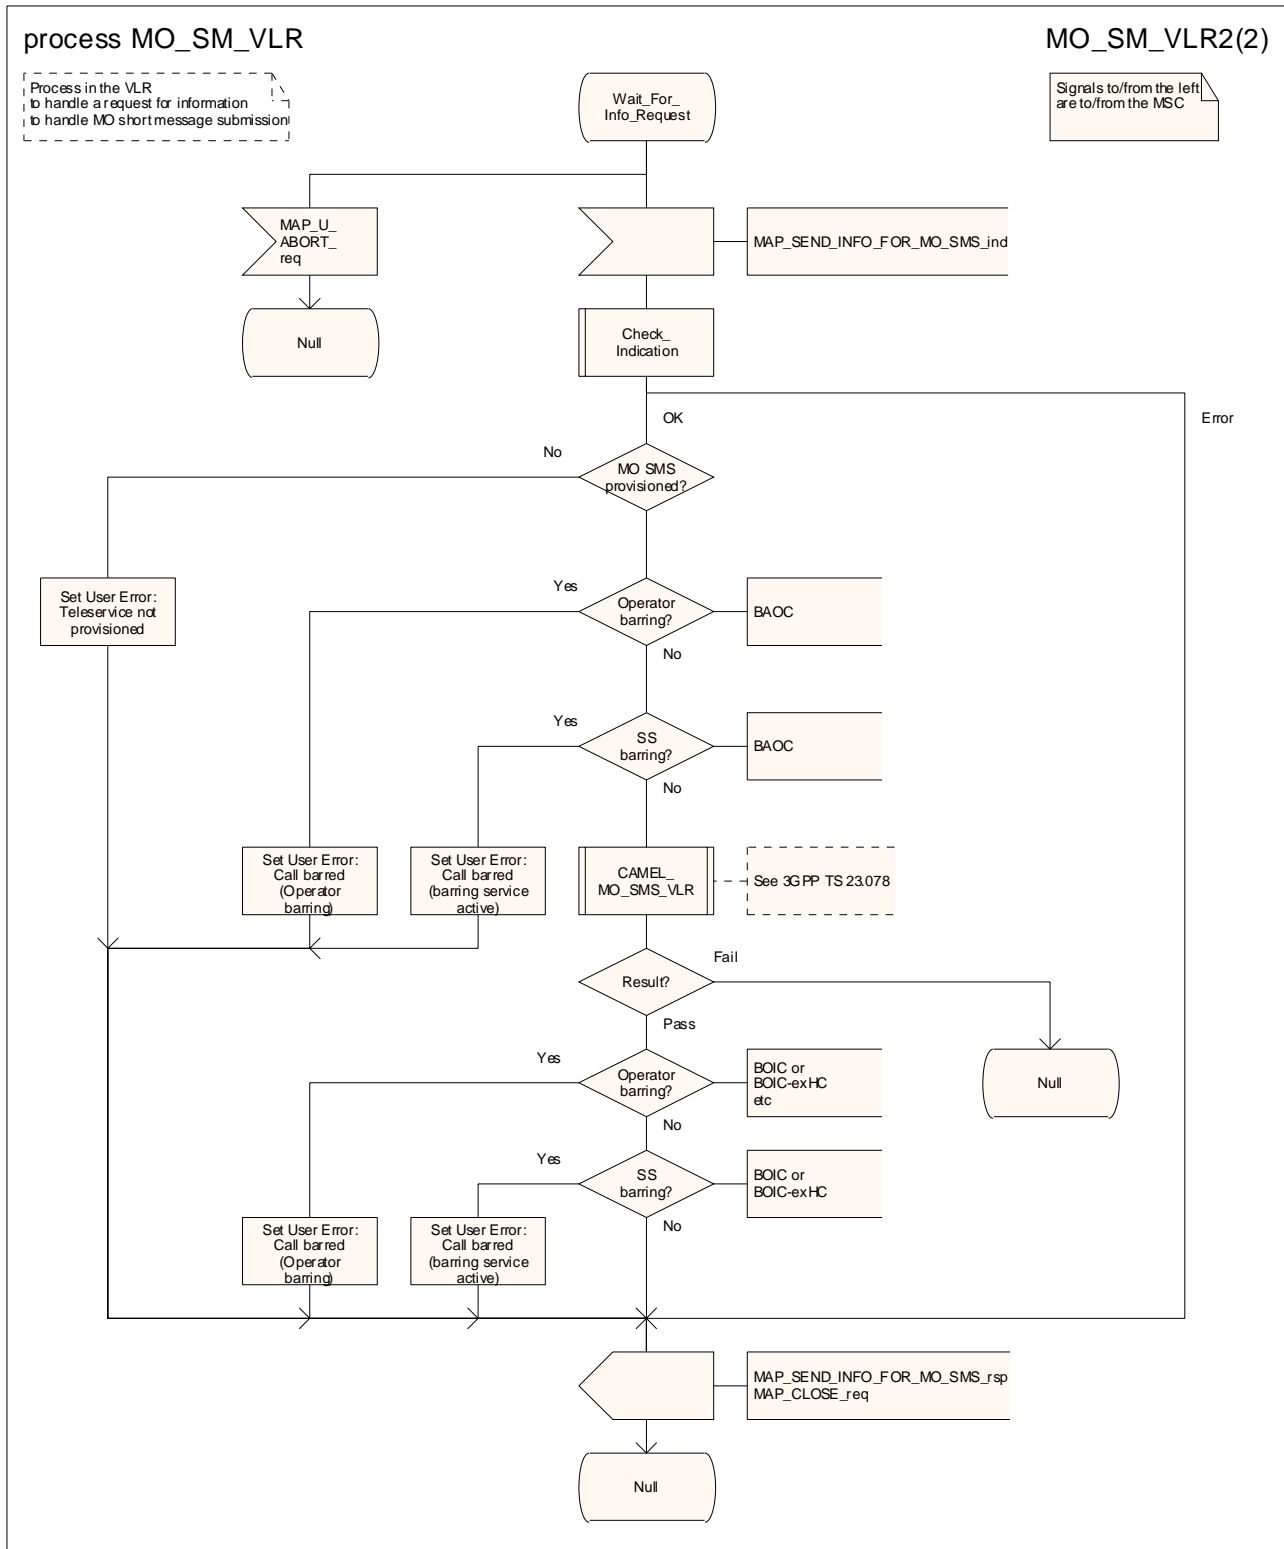 process MO_SM_VLR
MO_SM_VLR2(2)
Process in the VLR
to handle a request for information
to handle MO short message submission
Wait_For_
Info_Request
Signals to/from the left
are to/from the MSC
MAP_U_
ABORT_
req
MAP_SEND_INFO_FOR_MO_SMS_ind
Null
Check_
Indication
OK
Error
No
MO SMS
provisioned?
Set User Error:
Teleservice not
provisioned
Yes
Operator
barring?
BAOC
No
Yes
SS
barring?
BAOC
No
Set User Error:
Call barred
(Operator
barring)
Set User Error:
Call barred
(barring service
active)
CAMEL_
MO_SMS_VLR
See 3GPP TS 23.078
Result?
Fail
Pass
Yes
Operator
barring?
BOIC or
BOIC-exHC
etc
Null
No
Yes
SS
barring?
BOIC or
BOIC-exHC
No
Set User Error:
Call barred
(Operator
barring)
Set User Error:
Call barred
(barring service
active)
MAP_SEND_INFO_FOR_MO_SMS_rsp
MAP_CLOSE_req
Null